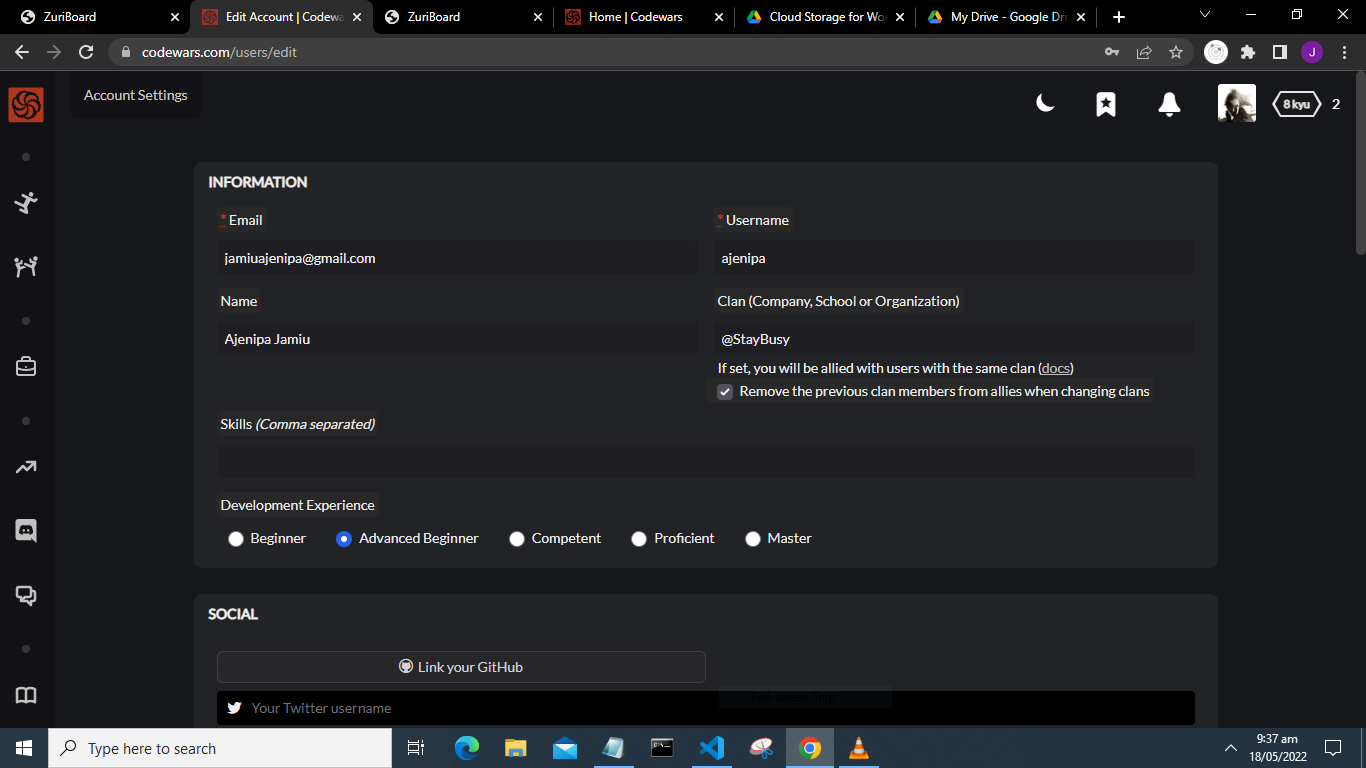 ZuriBoard
Edit Account | Codewa
ZuriBoard
Home | Codewars
Cloud Storage for Wo
My Drive - Google Dri
codewars.com/users/edit
J
Account Settings
8 kyu
2
INFORMATION
* Email
* Username
jamiuajenipa@gmail.com
ajenipa
Name
Clan (Company, School or Organization)
Ajenipa Jamiu
@StayBusy
If set, you will be allied with users with the same clan (docs)
Remove the previous clan members from allies when changing clans
Skills (Comma separated)
Development Experience
Beginner
Advanced Beginner
Competent
Proficient
Master
SOCIAL
Link your GitHub
Full-screen Snip
Your Twitter username
Type here to search
9:37 am
18/05/2022